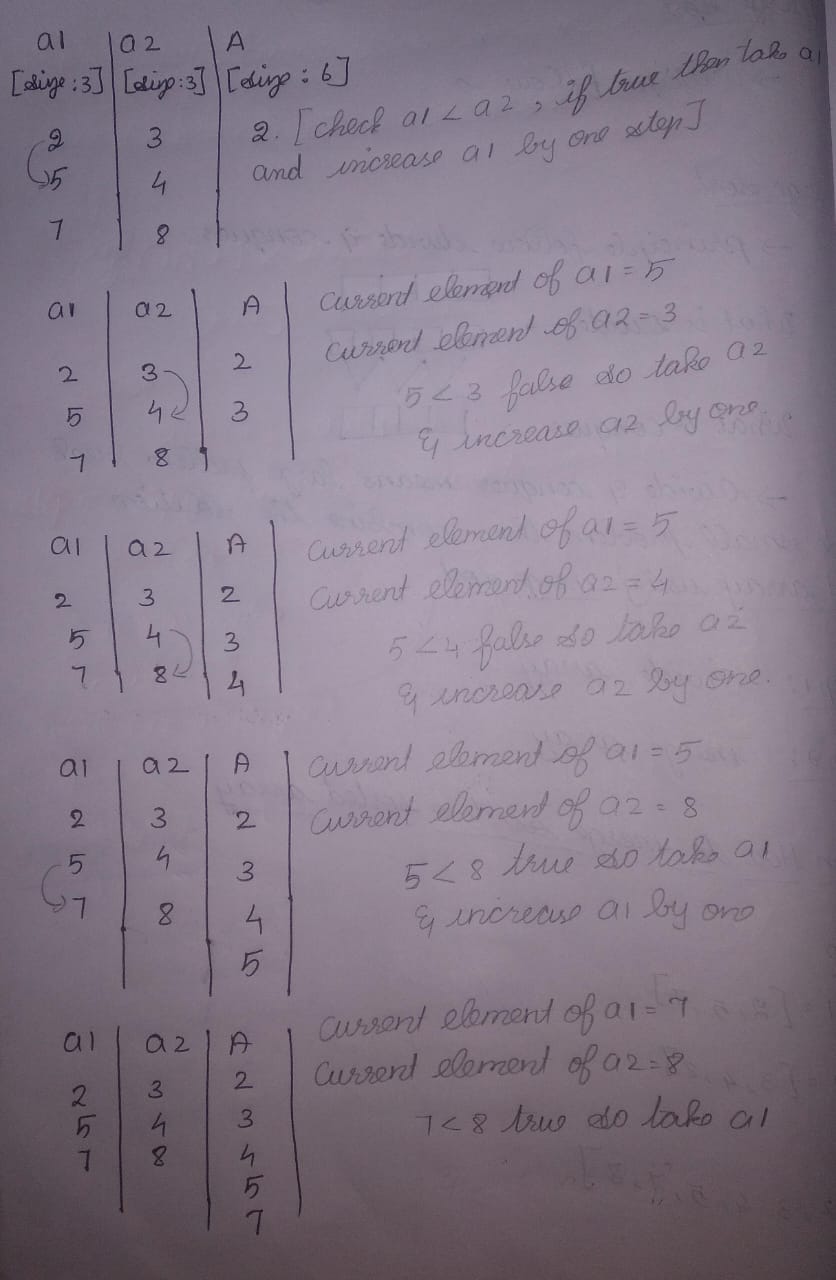 a1 | a2 | A
[size:3] | [size:3] | [size:6]
2 3 2. [check a1 < a2, if true then take a1
5 4 and increase a1 by one step]
7 8
a1 | a2 | A current element of a1 = 5
current element of a2 = 3
2 3 2
5 < 3 false so take a2
5 4 3
& increase a2 by one
7 8
a1 | a2 | A current element of a1 = 5
2 3 2 current element of a2 = 4
5 4 3 5 < 4 false so take a2
7 8 4 & increase a2 by one.
a1 | a2 | A current element of a1 = 5
2 3 2 current element of a2 = 8
5 4 3 5 < 8 true so take a1
7 8 4 & increase a1 by one
5
current element of a1 = 7
a1 | a2 | A current element of a2 = 8
2 3 2
5 4 3 7 < 8 true so take a1
7 8 4
5
7